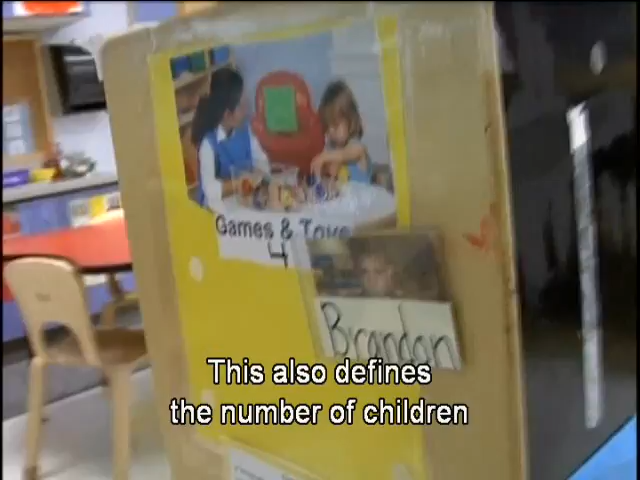 Games & Toys
4
Brandon
This also defines
the number of children